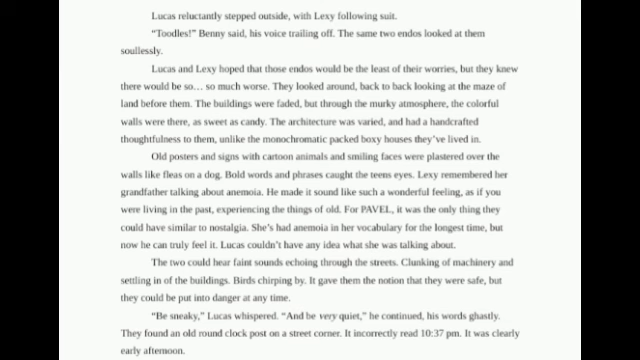 Lucas reluctantly stepped outside, with Lexy following suit.
“Toodles!” Benny said, his voice trailing off. The same two endos looked at them
soullessly.
Lucas and Lexy hoped that those endos would be the least of their worries, but they knew
there would be so… so much worse. They looked around, back to back looking at the maze of
land before them. The buildings were faded, but through the murky atmosphere, the colorful
walls were there, as sweet as candy. The architecture was varied, and had a handcrafted
thoughtfulness to them, unlike the monochromatic packed boxy houses they’ve lived in.
Old posters and signs with cartoon animals and smiling faces were plastered over the
walls like fleas on a dog. Bold words and phrases caught the teens eyes. Lexy remembered her
grandfather talking about anemoia. He made it sound like such a wonderful feeling, as if you
were living in the past, experiencing the things of old. For PAVEL, it was the only thing they
could have similar to nostalgia. She’s had anemoia in her vocabulary for the longest time, but
now he can truly feel it. Lucas couldn’t have any idea what she was talking about.
The two could hear faint sounds echoing through the streets. Clunking of machinery and
settling in of the buildings. Birds chirping by. It gave them the notion that they were safe, but
they could be put into danger at any time.
“Be sneaky,” Lucas whispered. “And be very quiet,” he continued, his words ghastly.
They found an old round clock post on a street corner. It incorrectly read 10:37 pm. It was clearly
early afternoon.